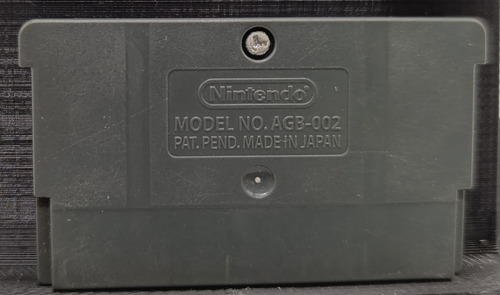 Nintendo
MODEL NO. AGB-002
PAT. PEND. MADE IN JAPAN